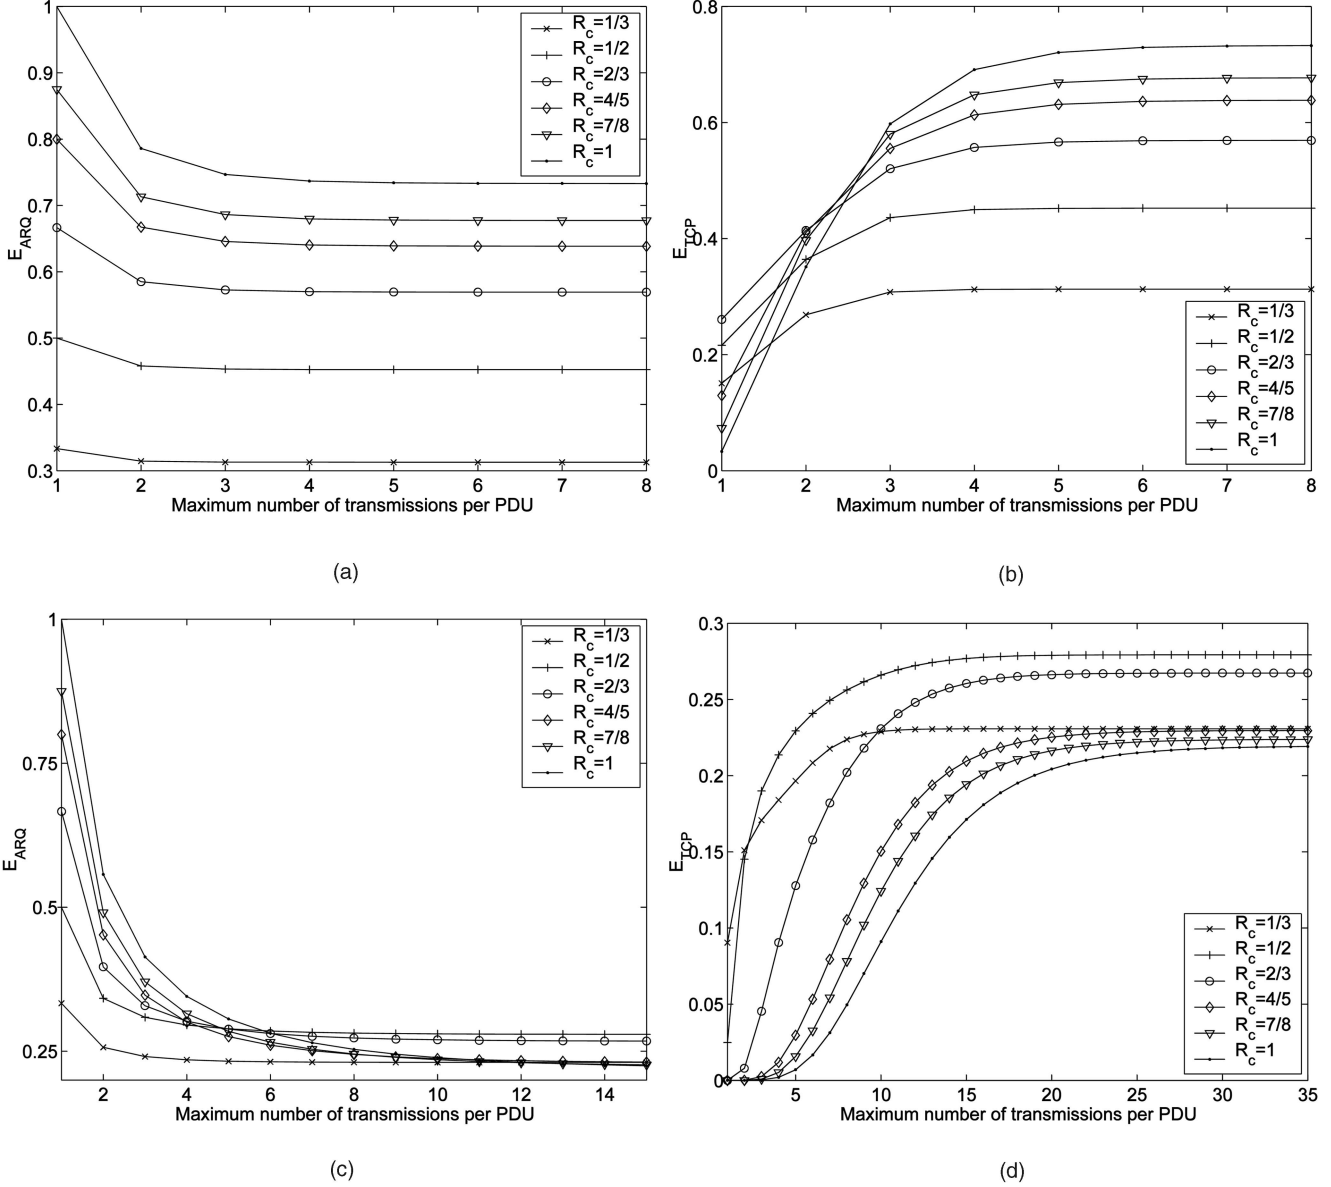 1
0.9
0.8
0.7
0.6
0.5
0.4
0.3
E_ARQ
1 2 3 4 5 6 7 8
Maximum number of transmissions per PDU
R_c=1/3
R_c=1/2
R_c=2/3
R_c=4/5
R_c=7/8
R_c=1
(a)
0.8
0.6
0.4
0.2
0
E_TCP
1 2 3 4 5 6 7 8
Maximum number of transmissions per PDU
R_c=1/3
R_c=1/2
R_c=2/3
R_c=4/5
R_c=7/8
R_c=1
(b)
1
0.75
0.5
0.25
E_ARQ
2 4 6 8 10 12 14
Maximum number of transmissions per PDU
R_c=1/3
R_c=1/2
R_c=2/3
R_c=4/5
R_c=7/8
R_c=1
(c)
0.3
0.25
0.2
0.15
0.1
0.05
0
E_TCP
5 10 15 20 25 30 35
Maximum number of transmissions per PDU
R_c=1/3
R_c=1/2
R_c=2/3
R_c=4/5
R_c=7/8
R_c=1
(d)